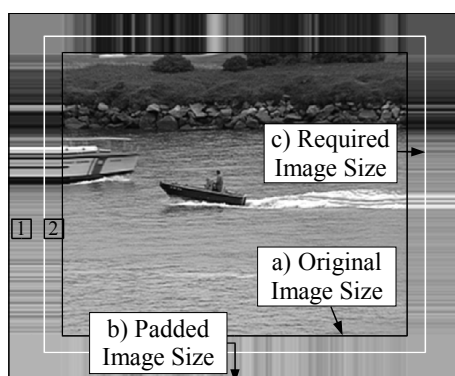 c) Required
Image Size
1
2
a) Original
Image Size
b) Padded
Image Size